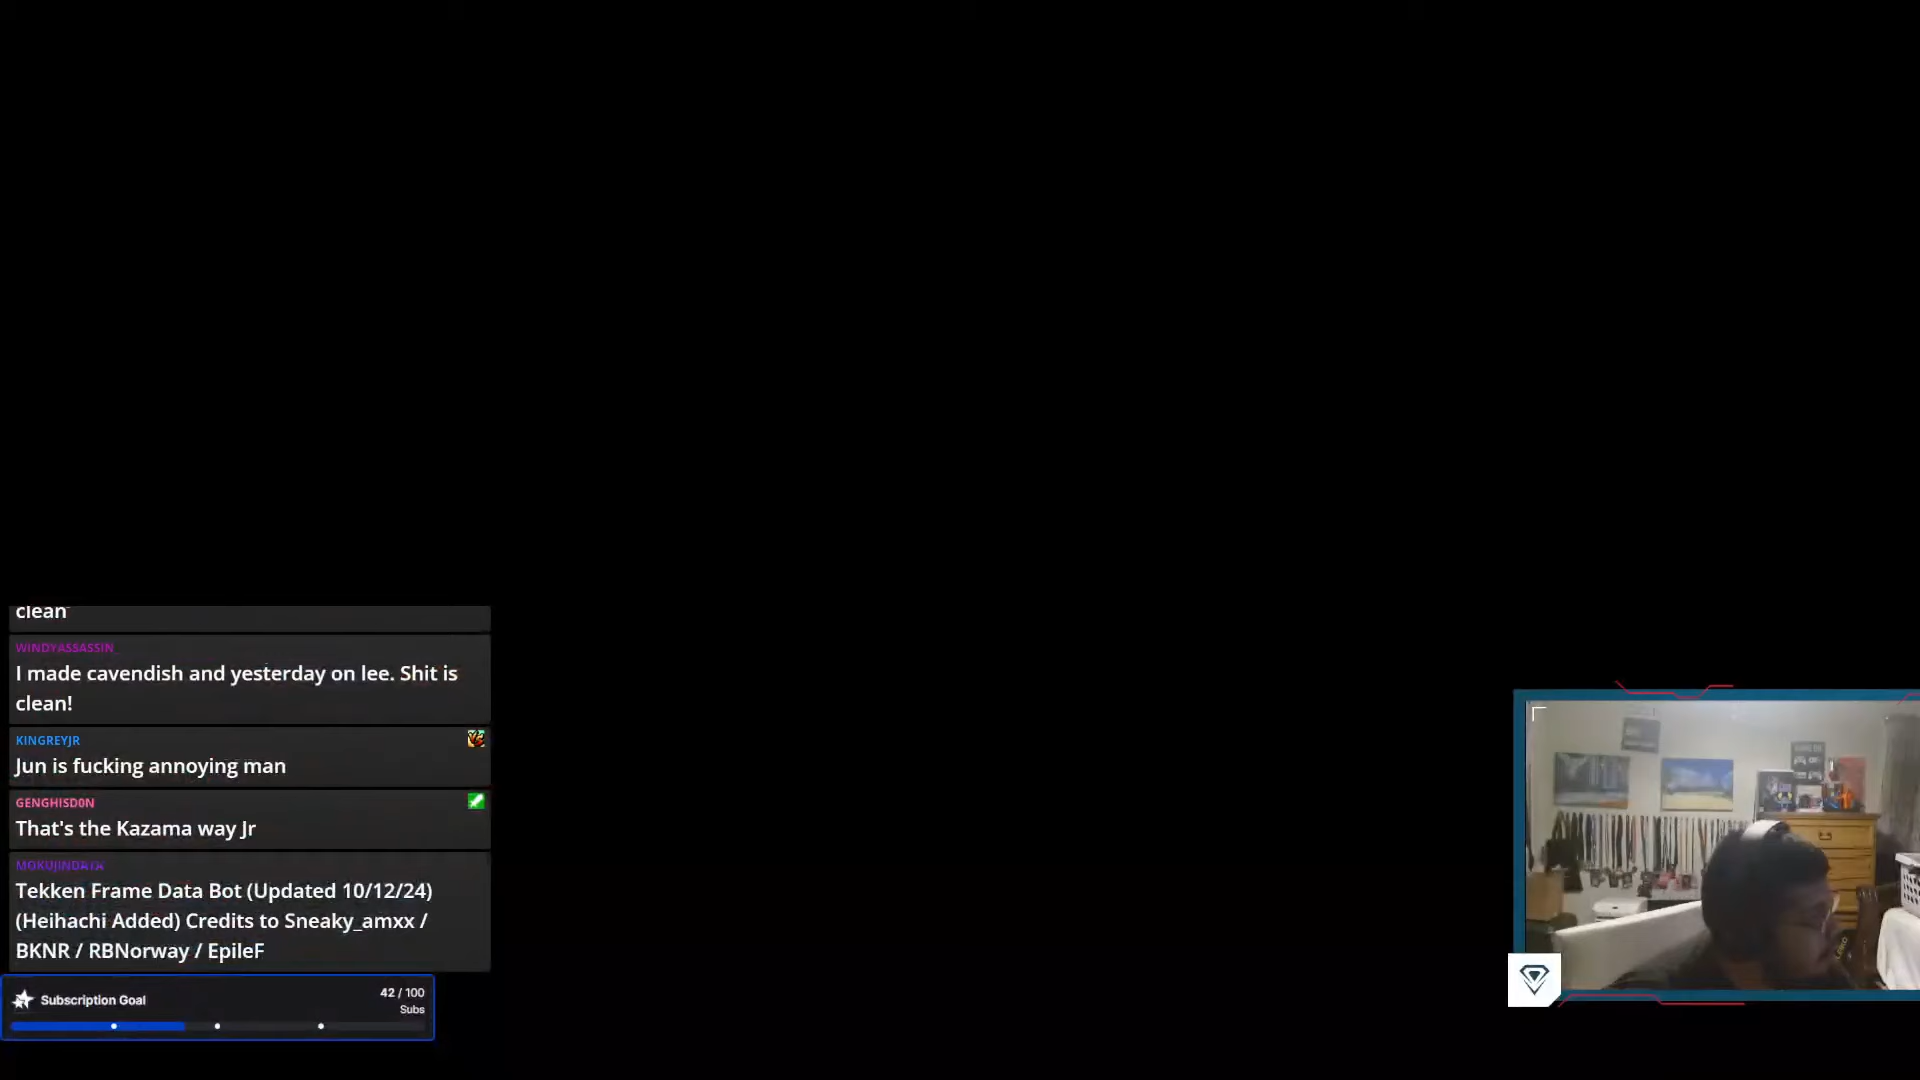 clean
WINDYASSASSIN_
I made cavendish and yesterday on lee. Shit is
clean!
KINGREYJR
Jun is fucking annoying man
GENGHISD0N
That's the Kazama way Jr
MOKUJINDATA
Tekken Frame Data Bot (Updated 10/12/24)
(Heihachi Added) Credits to Sneaky_amxx /
BKNR / RBNorway / EpileF
Subscription Goal
42 / 100
Subs